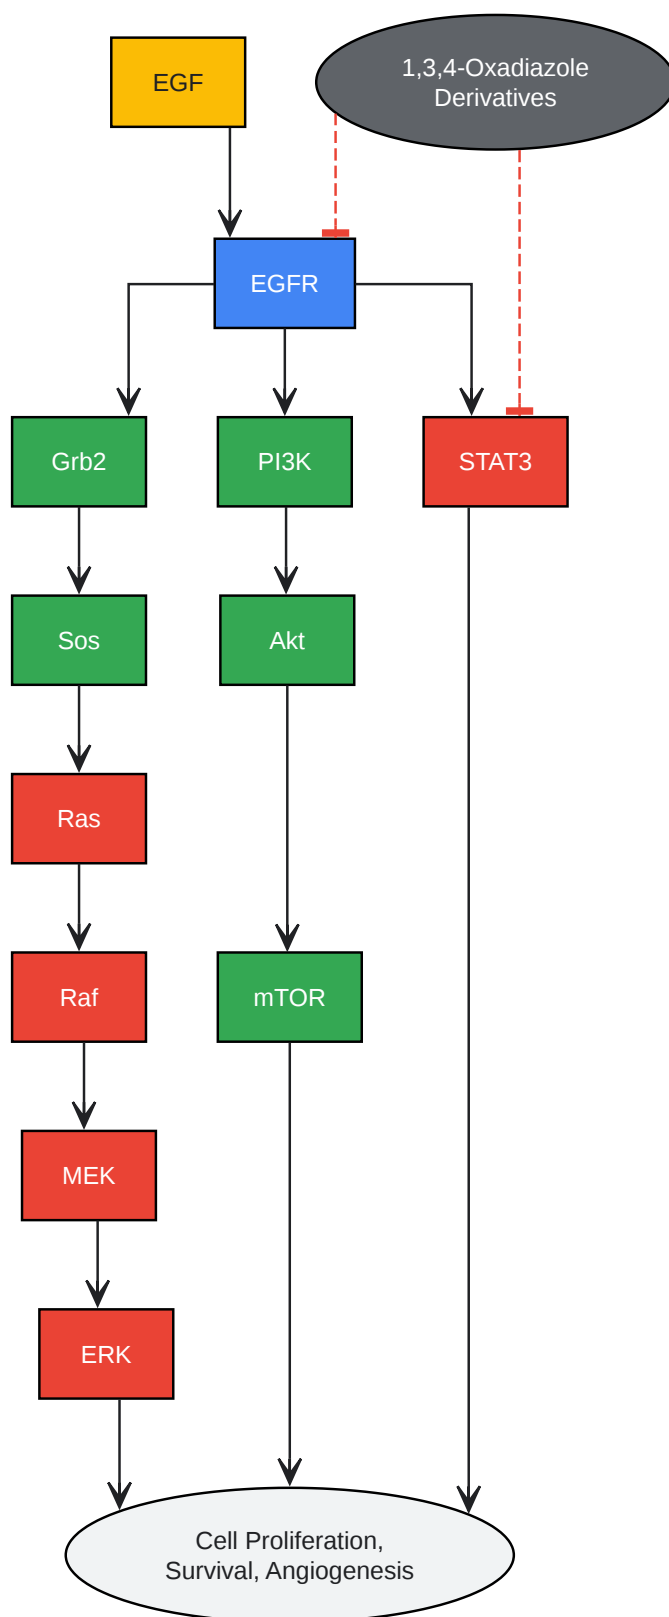 EGF
1,3,4-Oxadiazole
Derivatives
EGFR
Grb2
PI3K
STAT3
Sos
Akt
Ras
Raf
mTOR
MEK
ERK
Cell Proliferation,
Survival, Angiogenesis